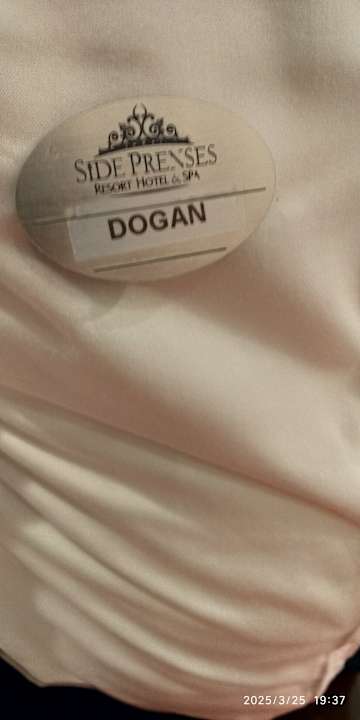 SIDE PRENSES
RESORT HOTEL & SPA
DOGAN
2025/3/25 19:37